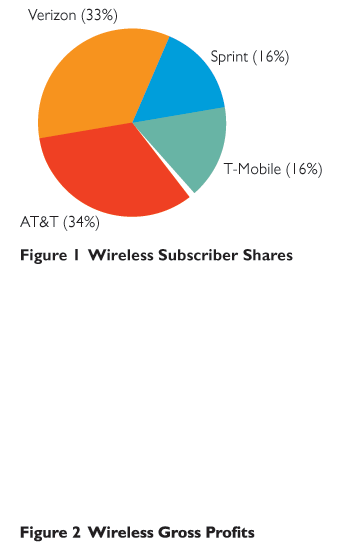 Verizon (33%)
Sprint (16%)
T-Mobile (16%)
AT&T (34%)
Figure 1 Wireless Subscriber Shares
Figure 2 Wireless Gross Profits